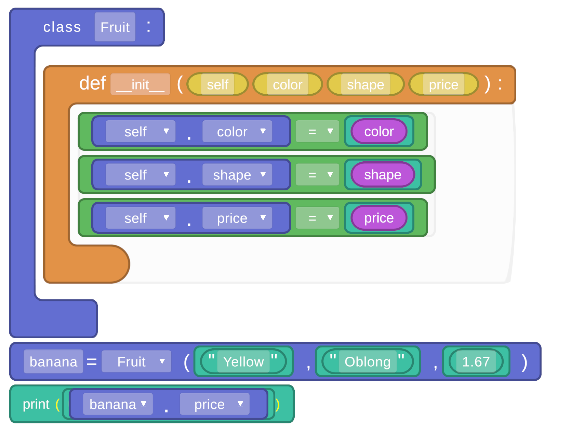 class Fruit :
def __init__ ( self color shape price ) :
self . color = color
self . shape = shape
self . price = price
banana = Fruit ( "Yellow" , "Oblong" , 1.67 )
print ( banana . price )